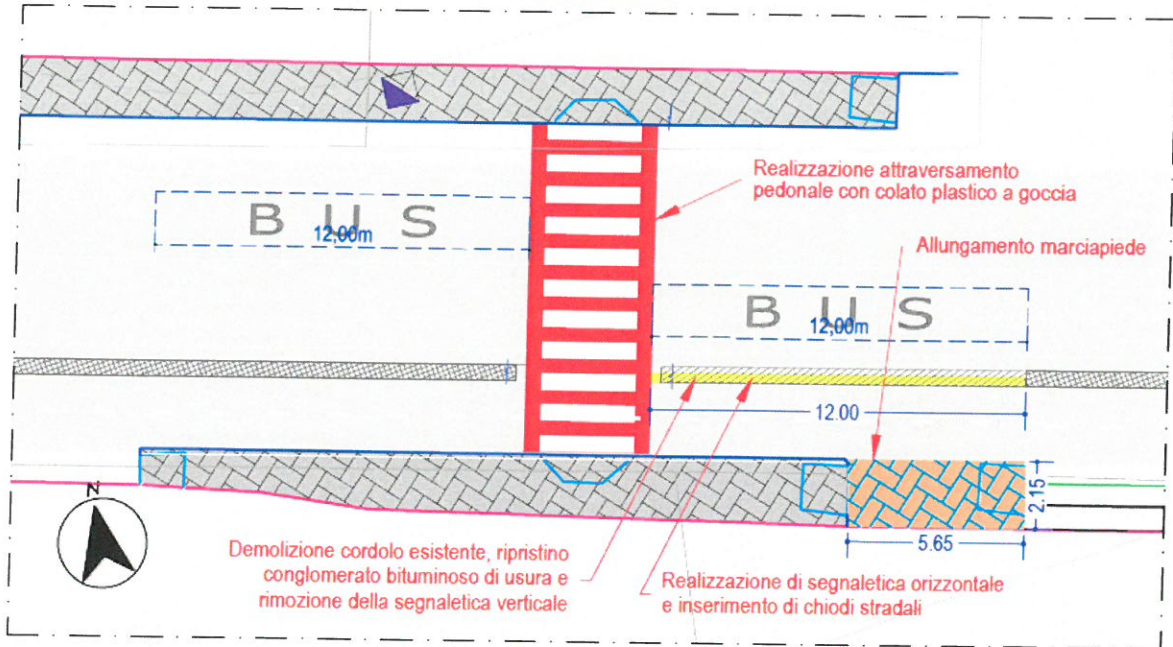 Realizzazione attraversamento
pedonale con colato plastico a goccia
B U S
12,00m
Allungamento marciapiede
B U S
12,00m
12.00
2.15
5.65
N
Demolizione cordolo esistente, ripristino
conglomerato bituminoso di usura e
rimozione della segnaletica verticale
Realizzazione di segnaletica orizzontale
e inserimento di chiodi stradali